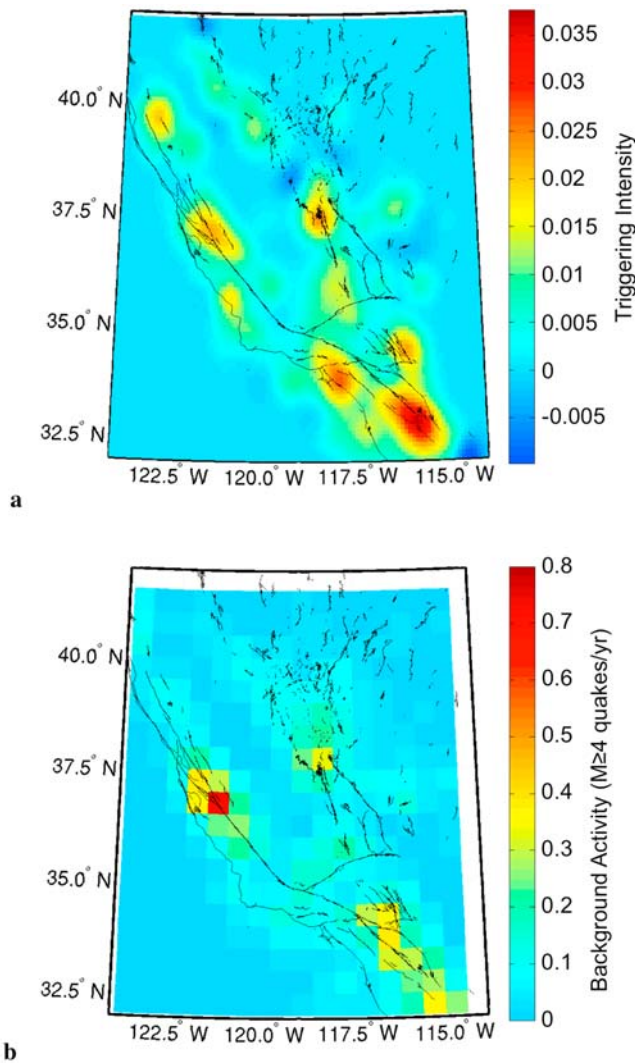 40.0° N
37.5° N
35.0° N
32.5° N
122.5° W
120.0° W
117.5° W
115.0° W
0.035
0.03
0.025
0.02
0.015
0.01
0.005
0
-0.005
Triggering Intensity
a
40.0° N
37.5° N
35.0° N
32.5° N
122.5° W
120.0° W
117.5° W
115.0° W
0.8
0.7
0.6
0.5
0.4
0.3
0.2
0.1
0
Background Activity (M≥4 quakes/yr)
b